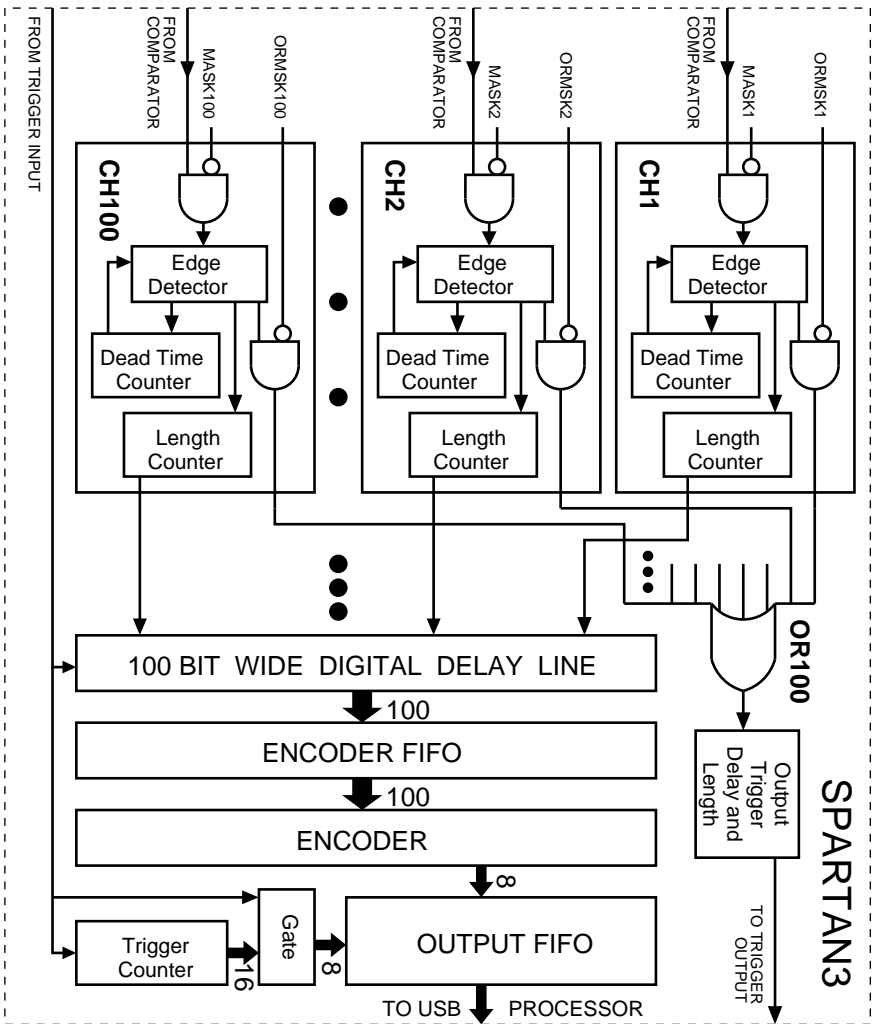 FROM TRIGGER INPUT
FROM
COMPARATOR
MASK100
ORMSK100
FROM
COMPARATOR
MASK2
ORMSK2
FROM
COMPARATOR
MASK1
ORMSK1
CH100
Edge
Detector
Dead Time
Counter
Length
Counter
CH2
Edge
Detector
Dead Time
Counter
Length
Counter
CH1
Edge
Detector
Dead Time
Counter
Length
Counter
OR100
100 BIT WIDE DIGITAL DELAY LINE
100
ENCODER FIFO
100
ENCODER
8
Output
Trigger
Delay and
Length
SPARTAN3
TO TRIGGER
OUTPUT
Trigger
Counter
16
Gate
8
OUTPUT FIFO
TO USB PROCESSOR